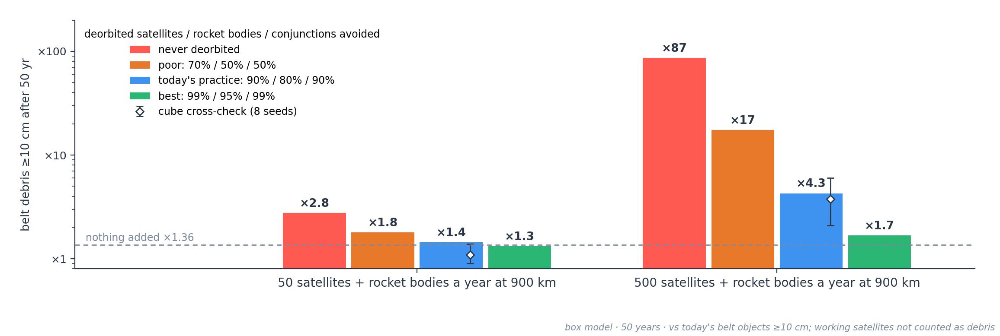 deorbited satellites / rocket bodies / conjunctions avoided
never deorbited
poor: 70% / 50% / 50%
today's practice: 90% / 80% / 90%
best: 99% / 95% / 99%
cube cross-check (8 seeds)
belt debris ≥10 cm after 50 yr
×100
×10
×1
nothing added ×1.36
×2.8
×1.8
×1.4
×1.3
×87
×17
×4.3
×1.7
50 satellites + rocket bodies a year at 900 km
500 satellites + rocket bodies a year at 900 km
box model · 50 years · vs today's belt objects ≥10 cm; working satellites not counted as debris